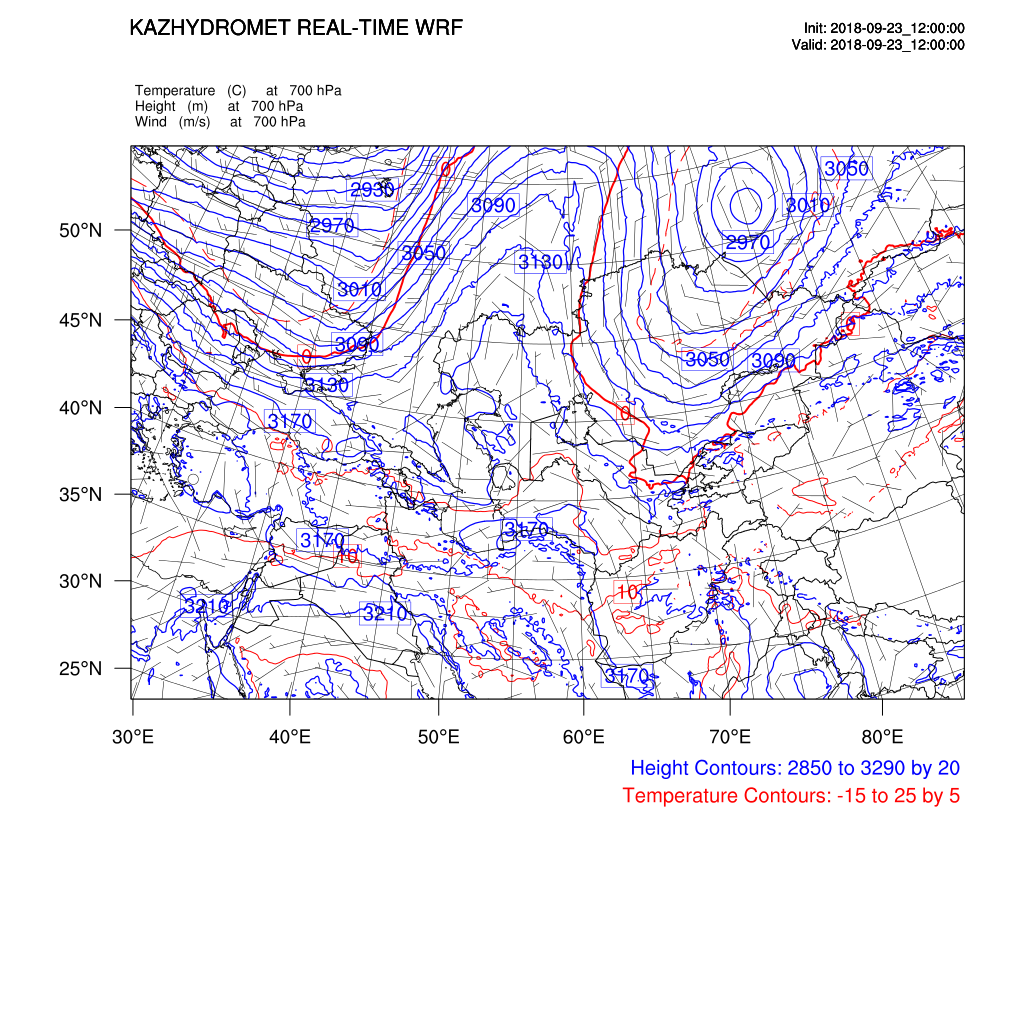 KAZHYDROMET REAL-TIME WRF
Init: 2018-09-23_12:00:00
Valid: 2018-09-23_12:00:00
Temperature (C) at 700 hPa
Height (m) at 700 hPa
Wind (m/s) at 700 hPa
3050
0
2930
3090
3010
2970
50°N
2970
3050
3130
3010
45°N
3090
0
3050
3090
3130
40°N
0
3170
35°N
3170
3170
10
30°N
10
3210
3210
25°N
3170
30°E 40°E 50°E 60°E 70°E 80°E
Height Contours: 2850 to 3290 by 20
Temperature Contours: -15 to 25 by 5